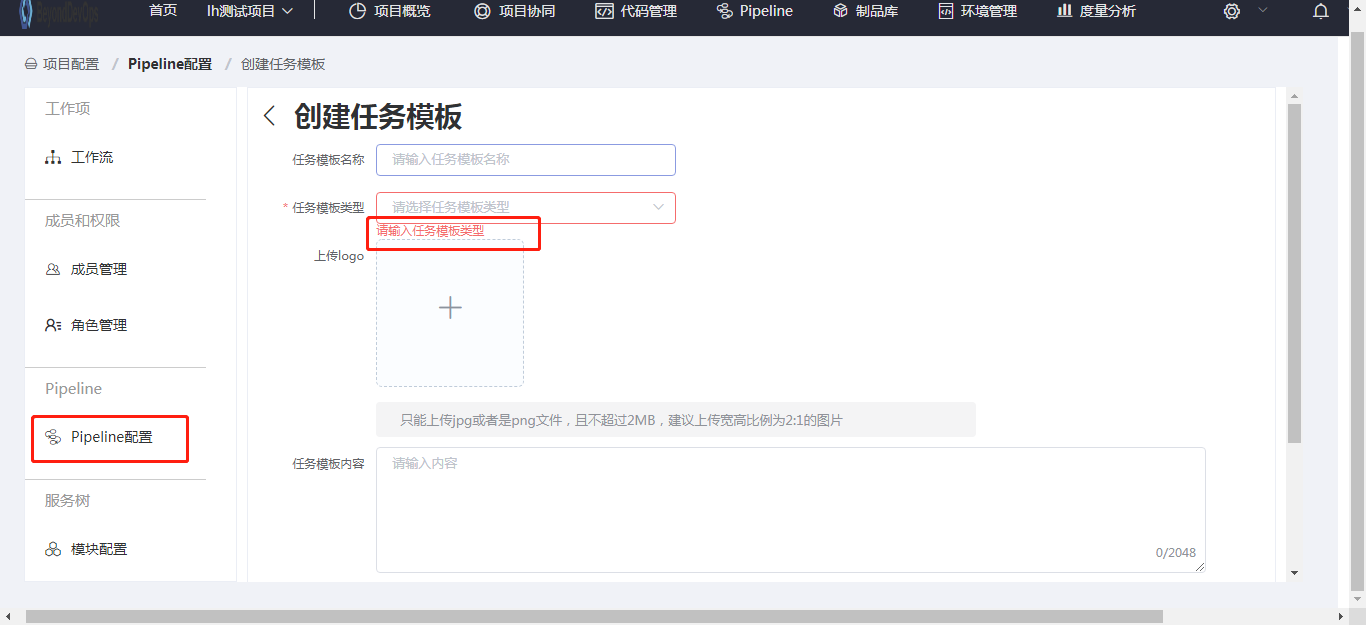 BeyondDevOps 首页 lh测试项目 项目概览 项目协同 代码管理 Pipeline 制品库 环境管理 度量分析
项目配置 / Pipeline配置 / 创建任务模板
工作项
工作流
成员和权限
成员管理
角色管理
Pipeline
Pipeline配置
服务树
模块配置
创建任务模板
任务模板名称 请输入任务模板名称
* 任务模板类型 请选择任务模板类型
请输入任务模板类型
上传logo
只能上传jpg或者是png文件，且不超过2MB，建议上传宽高比例为2:1的图片
任务模板内容 请输入内容
0/2048